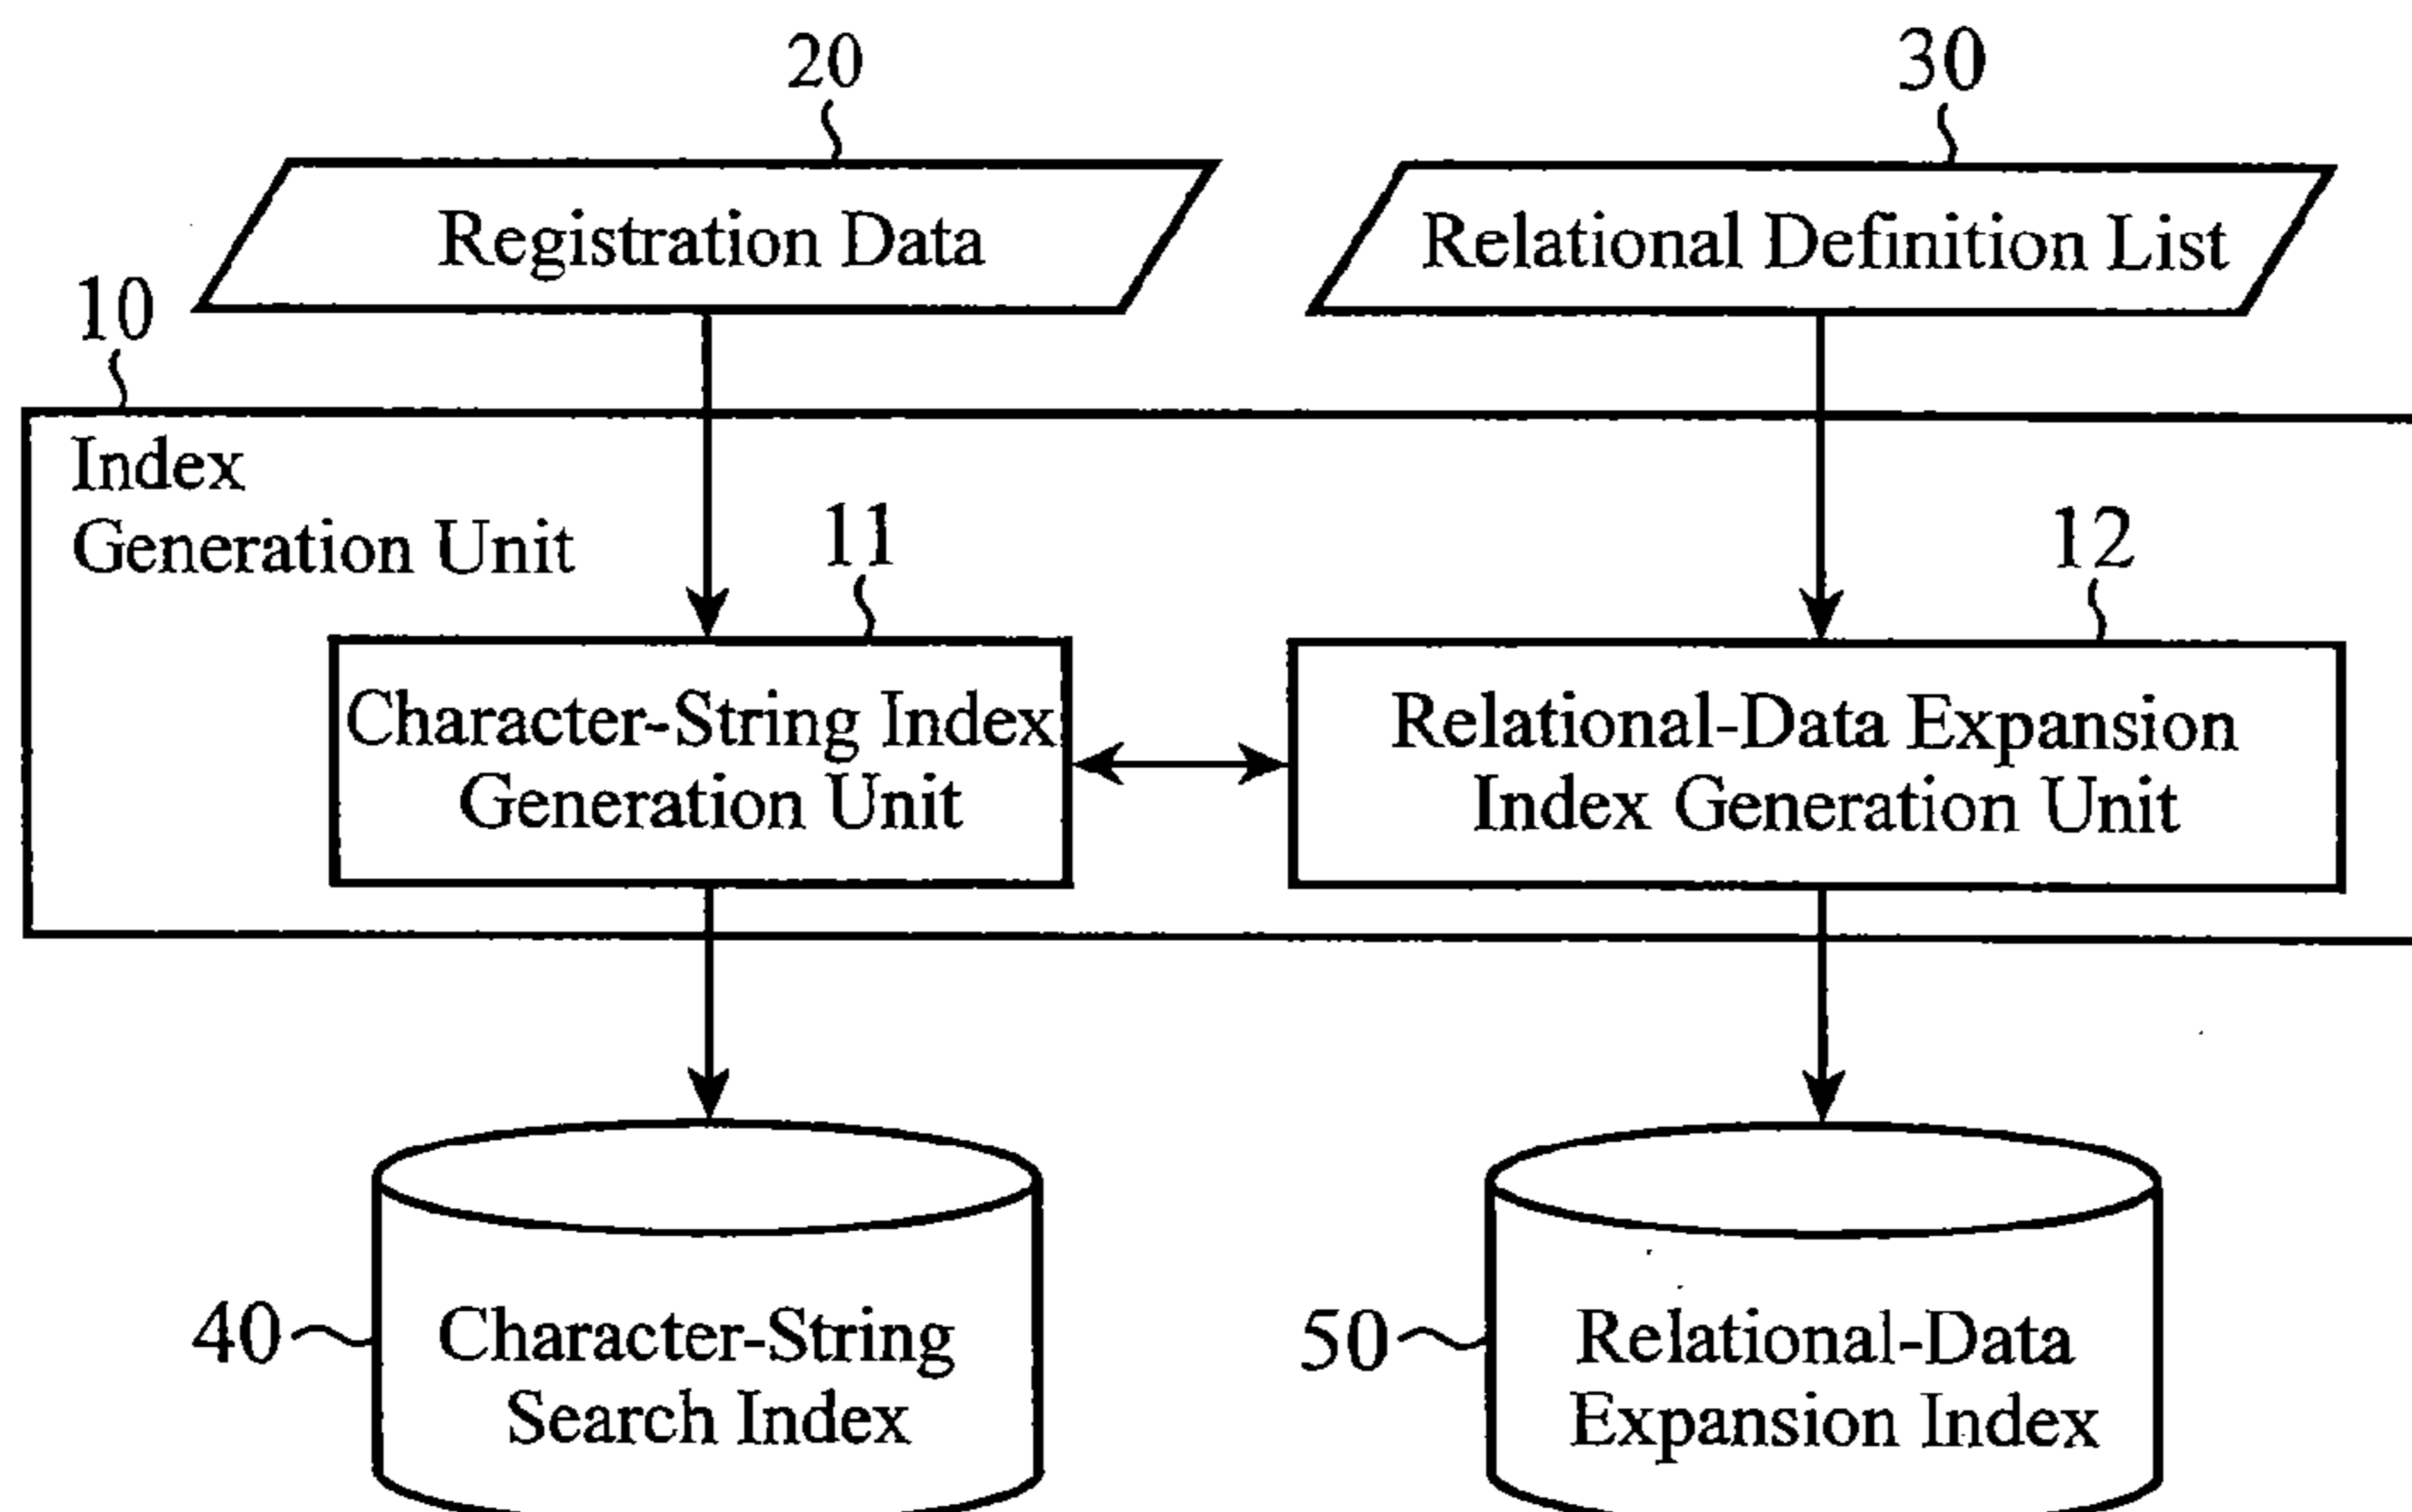 20
30
Registration Data
Relational Definition List
10
Index
Generation Unit
11
12
Character-String Index
Generation Unit
Relational-Data Expansion
Index Generation Unit
40
Character-String
Search Index
50
Relational-Data
Expansion Index